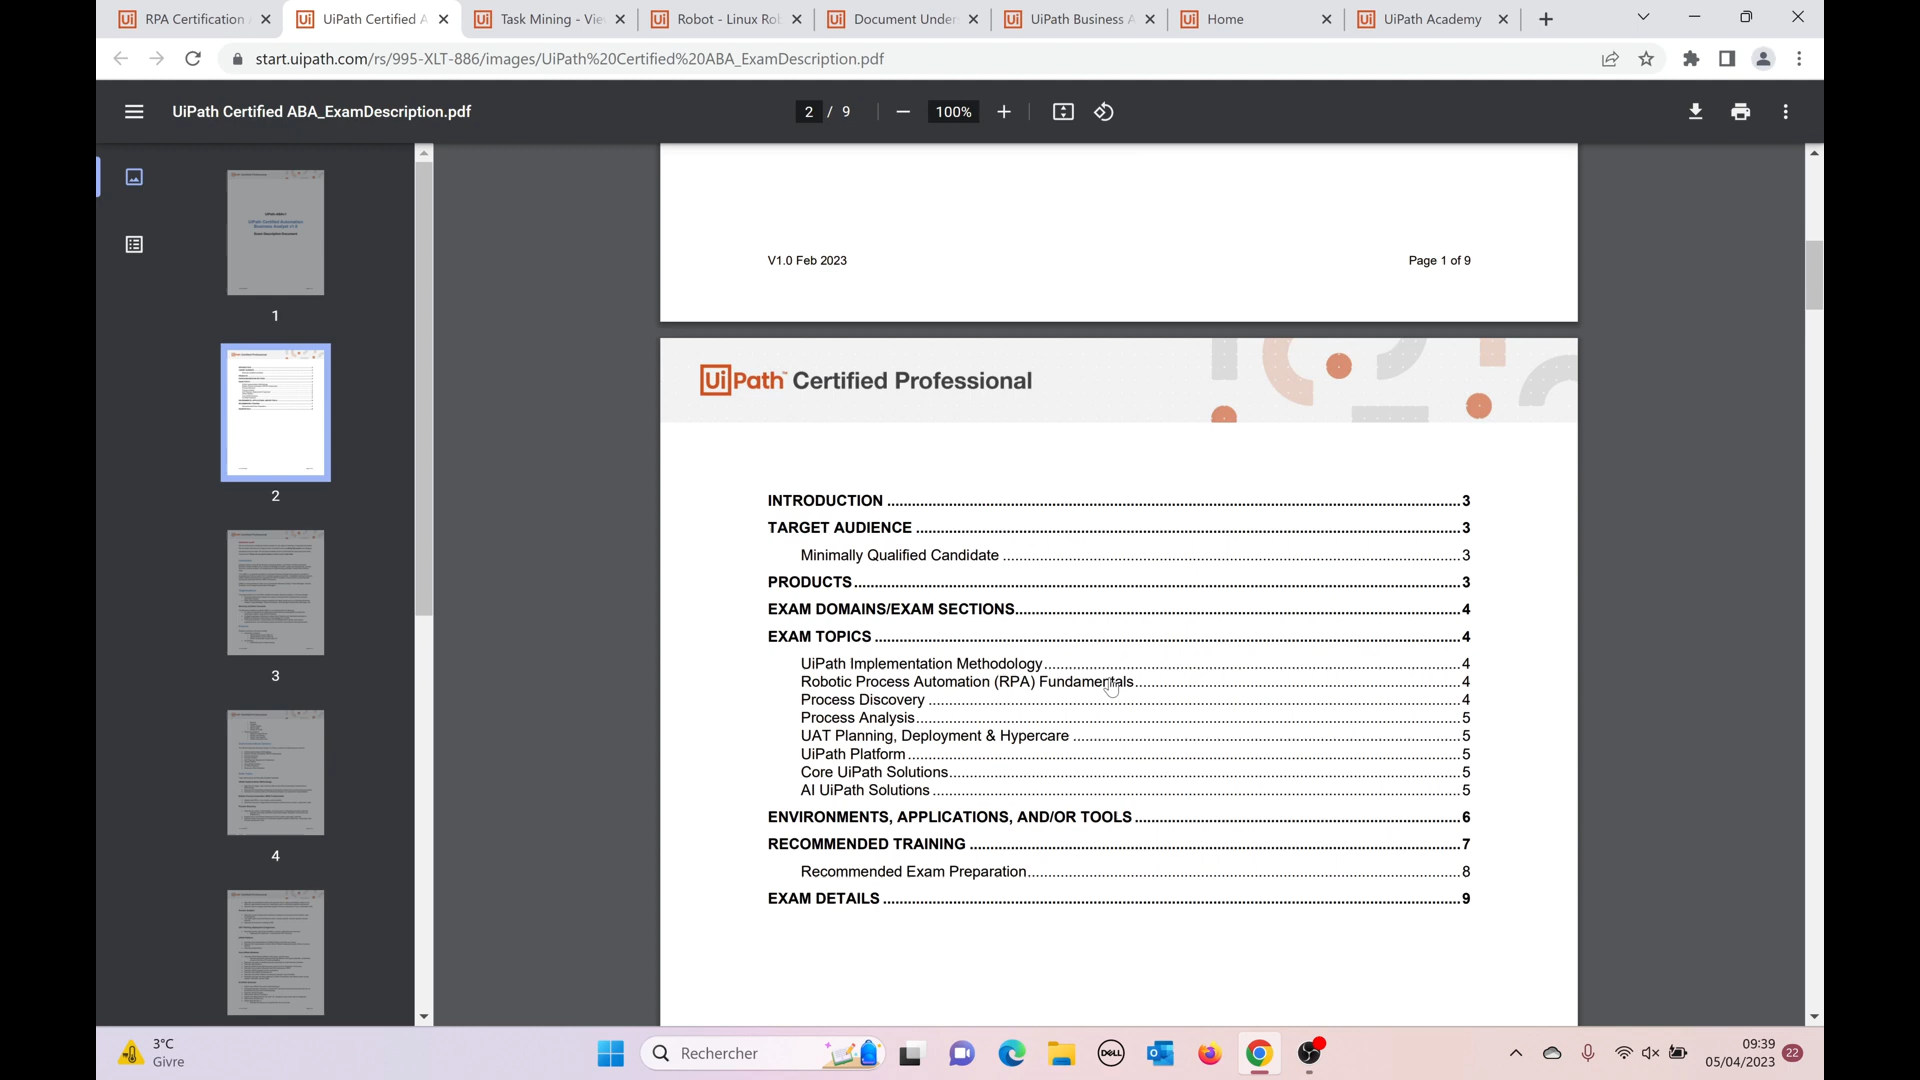 RPA Certification
UiPath Certified A
Task Mining - Vie
Robot - Linux Rob
Document Under
UiPath Business A
Home
UiPath Academy
start.uipath.com/rs/995-XLT-886/images/UiPath%20Certified%20ABA_ExamDescription.pdf
UiPath Certified ABA_ExamDescription.pdf
2 / 9
100%
1
2
3
4
V1.0 Feb 2023
Page 1 of 9
UiPath™ Certified Professional
INTRODUCTION 3
TARGET AUDIENCE 3
Minimally Qualified Candidate 3
PRODUCTS 3
EXAM DOMAINS/EXAM SECTIONS 4
EXAM TOPICS 4
UiPath Implementation Methodology 4
Robotic Process Automation (RPA) Fundamentals 4
Process Discovery 4
Process Analysis 5
UAT Planning, Deployment & Hypercare 5
UiPath Platform 5
Core UiPath Solutions 5
AI UiPath Solutions 5
ENVIRONMENTS, APPLICATIONS, AND/OR TOOLS 6
RECOMMENDED TRAINING 7
Recommended Exam Preparation 8
EXAM DETAILS 9
3°C
Givre
Rechercher
DELL
09:39
05/04/2023
22